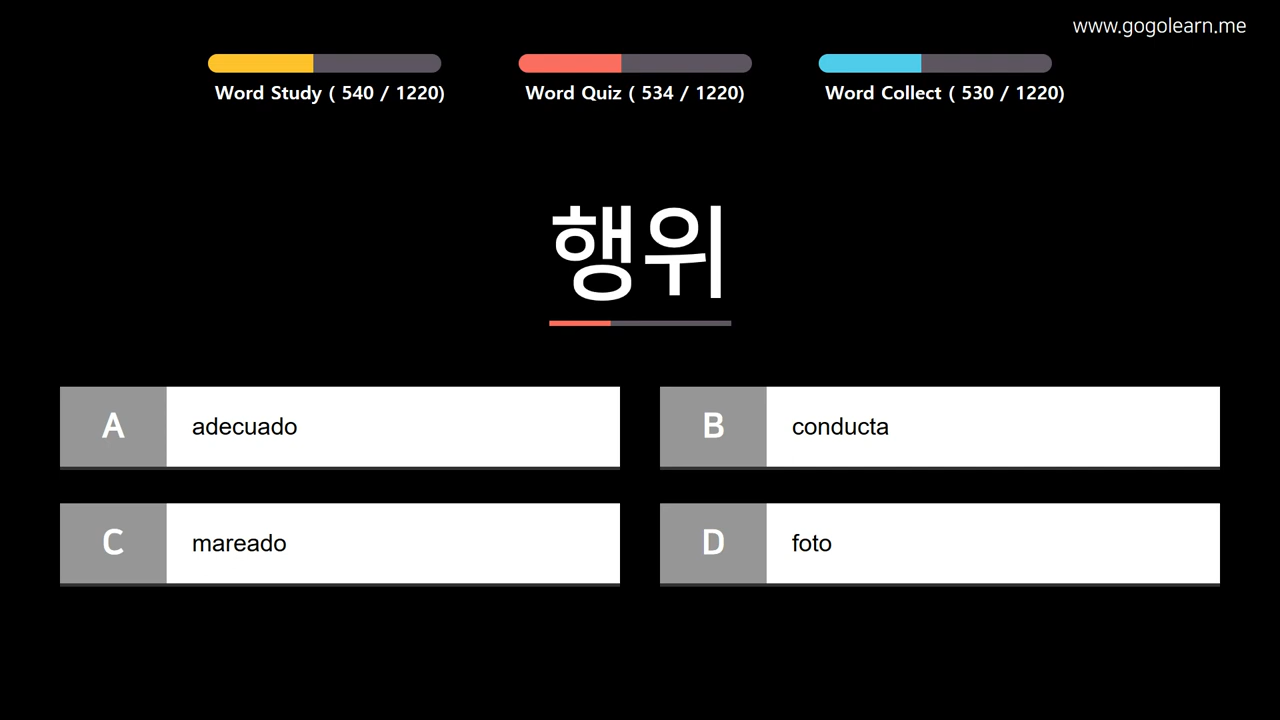 www.gogolearn.me
Word Study ( 540 / 1220)
Word Quiz ( 534 / 1220)
Word Collect ( 530 / 1220)
행위
A adecuado
B conducta
C mareado
D foto